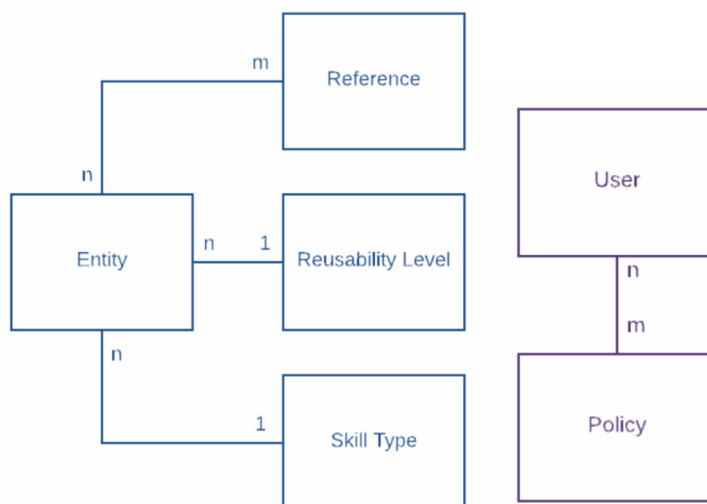 m
Reference
n
Entity
n 1
Reusability Level
n
1
Skill Type
User
n
m
Policy